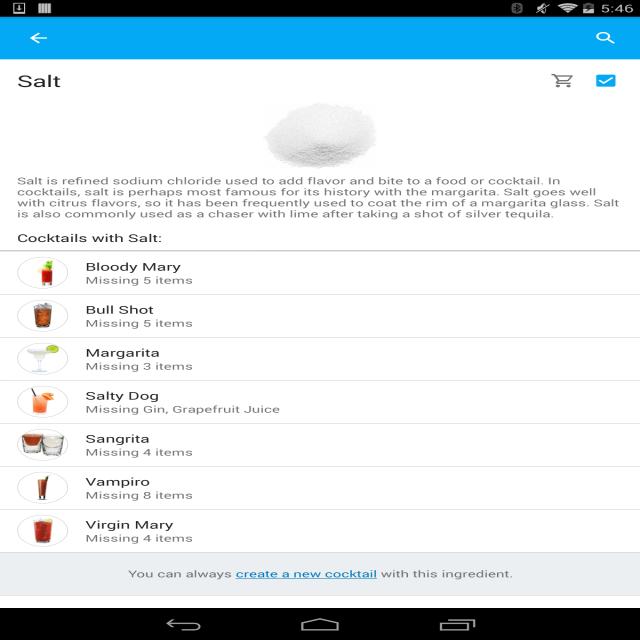 5:46
Salt
Salt is refined sodium chloride used to add flavor and bite to a food or cocktail. In
cocktails, salt is perhaps most famous for its history with the margarita. Salt goes well
with citrus flavors, so it has been frequently used to coat the rim of a margarita glass. Salt
is also commonly used as a chaser with lime after taking a shot of silver tequila.
Cocktails with Salt:
Bloody Mary
Missing 5 items
Bull Shot
Missing 5 items
Margarita
Missing 3 items
Salty Dog
Missing Gin, Grapefruit Juice
Sangrita
Missing 4 items
Vampiro
Missing 8 items
Virgin Mary
Missing 4 items
You can always create a new cocktail with this ingredient.